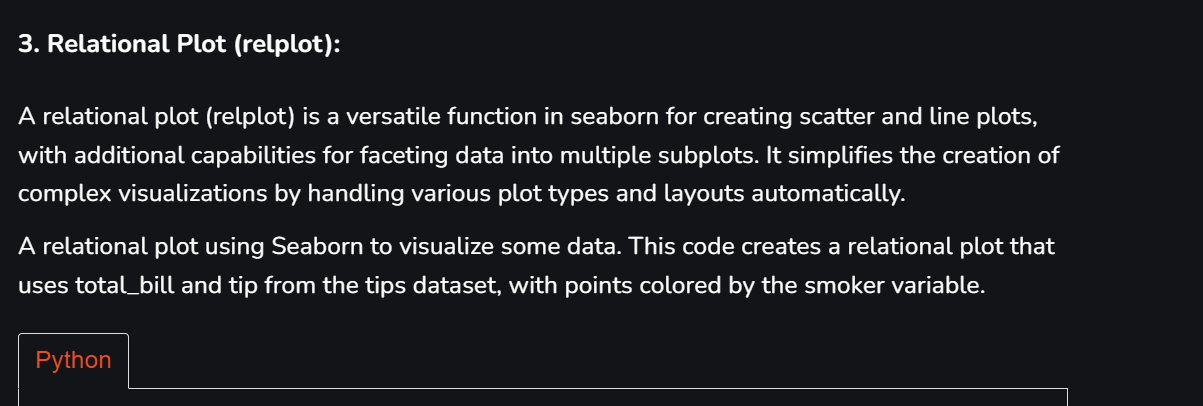 3. Relational Plot (relplot):
A relational plot (relplot) is a versatile function in seaborn for creating scatter and line plots,
with additional capabilities for faceting data into multiple subplots. It simplifies the creation of
complex visualizations by handling various plot types and layouts automatically.
A relational plot using Seaborn to visualize some data. This code creates a relational plot that
uses total_bill and tip from the tips dataset, with points colored by the smoker variable.
Python